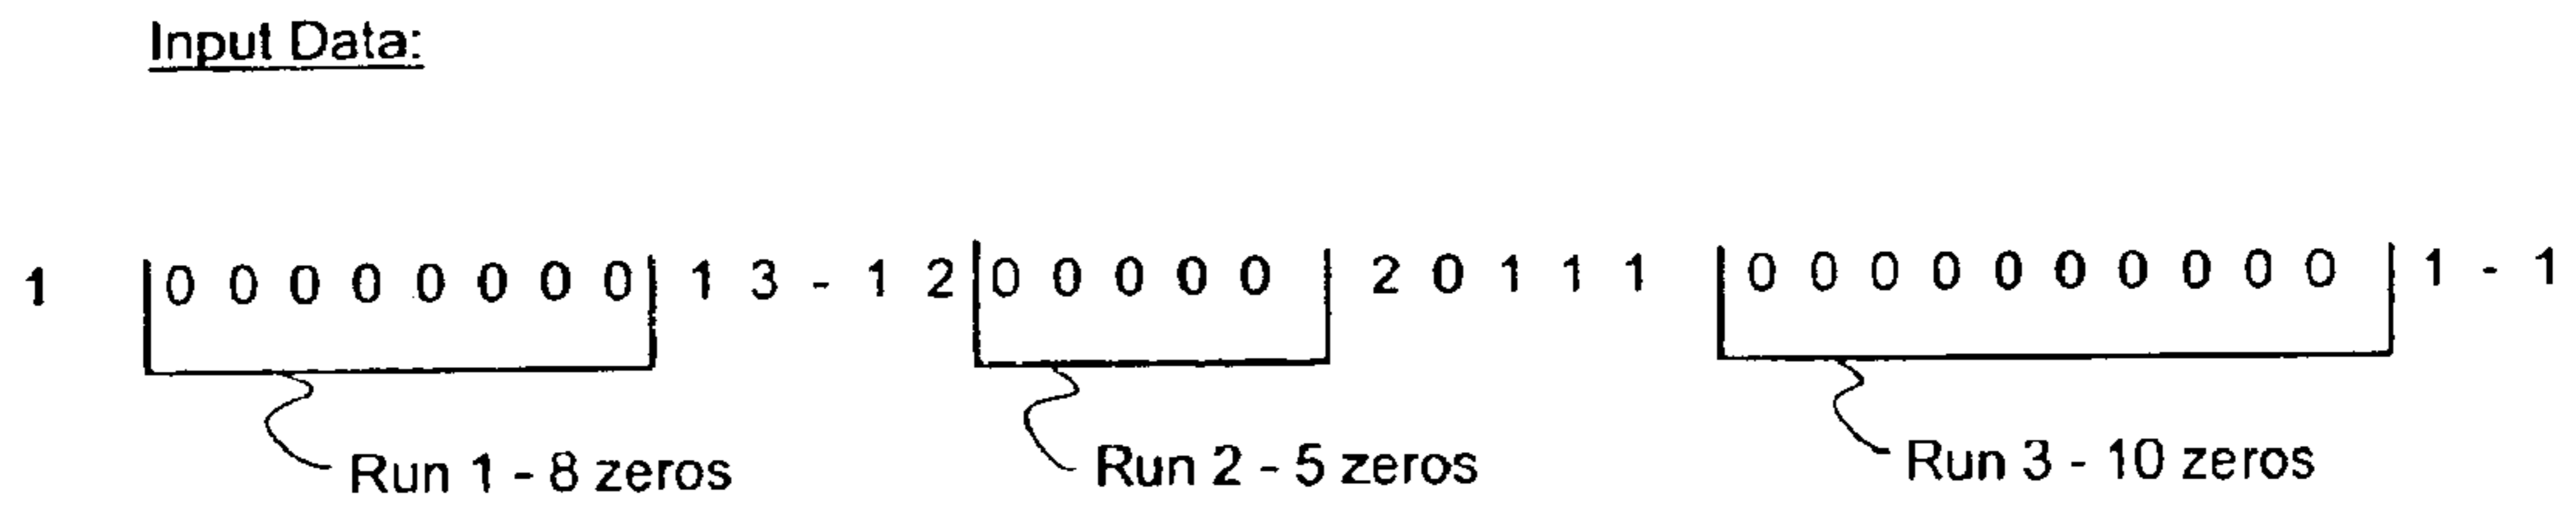 Input Data:
1 0 0 0 0 0 0 0 0 1 3 - 1 2 0 0 0 0 0 2 0 1 1 1 0 0 0 0 0 0 0 0 0 0 1 - 1
Run 1 - 8 zeros Run 2 - 5 zeros Run 3 - 10 zeros